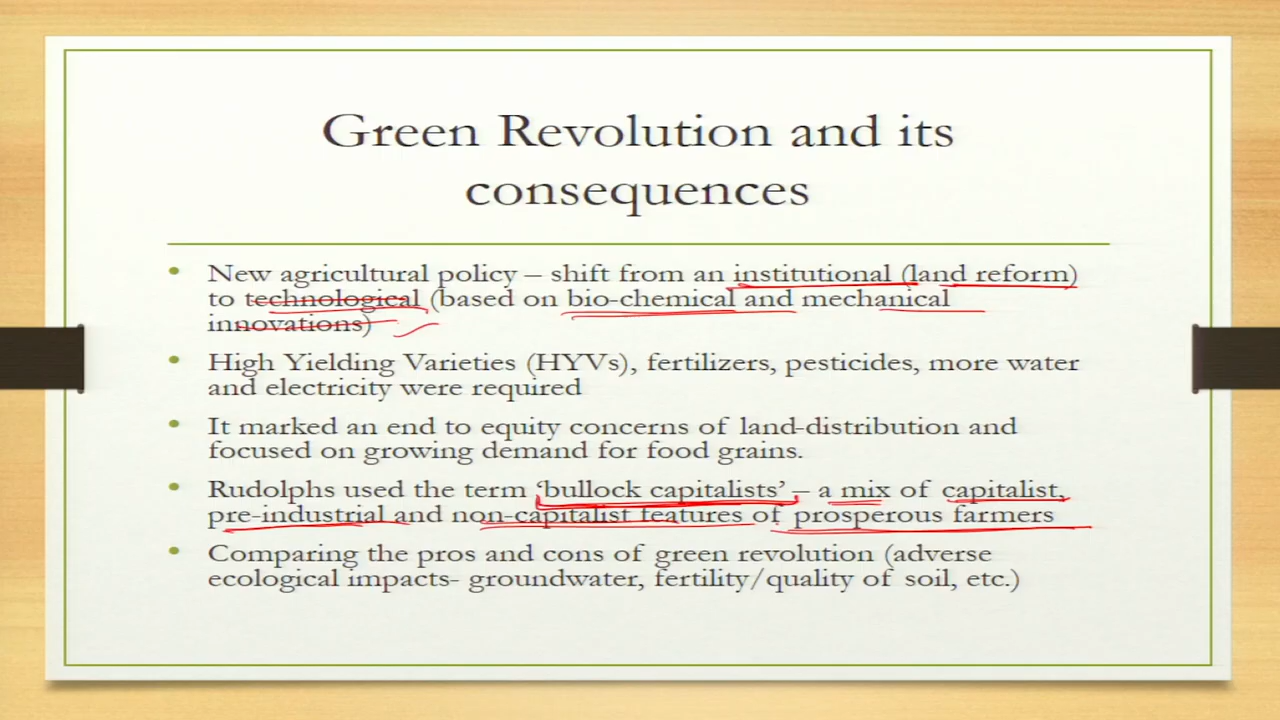 Green Revolution and its
consequences
• New agricultural policy – shift from an institutional (land reform)
to technological (based on bio-chemical and mechanical
innovations)
• High Yielding Varieties (HYVs), fertilizers, pesticides, more water
and electricity were required
• It marked an end to equity concerns of land-distribution and
focused on growing demand for food grains.
• Rudolphs used the term ‘bullock capitalists’ – a mix of capitalist,
pre-industrial and non-capitalist features of prosperous farmers
• Comparing the pros and cons of green revolution (adverse
ecological impacts- groundwater, fertility/quality of soil, etc.)